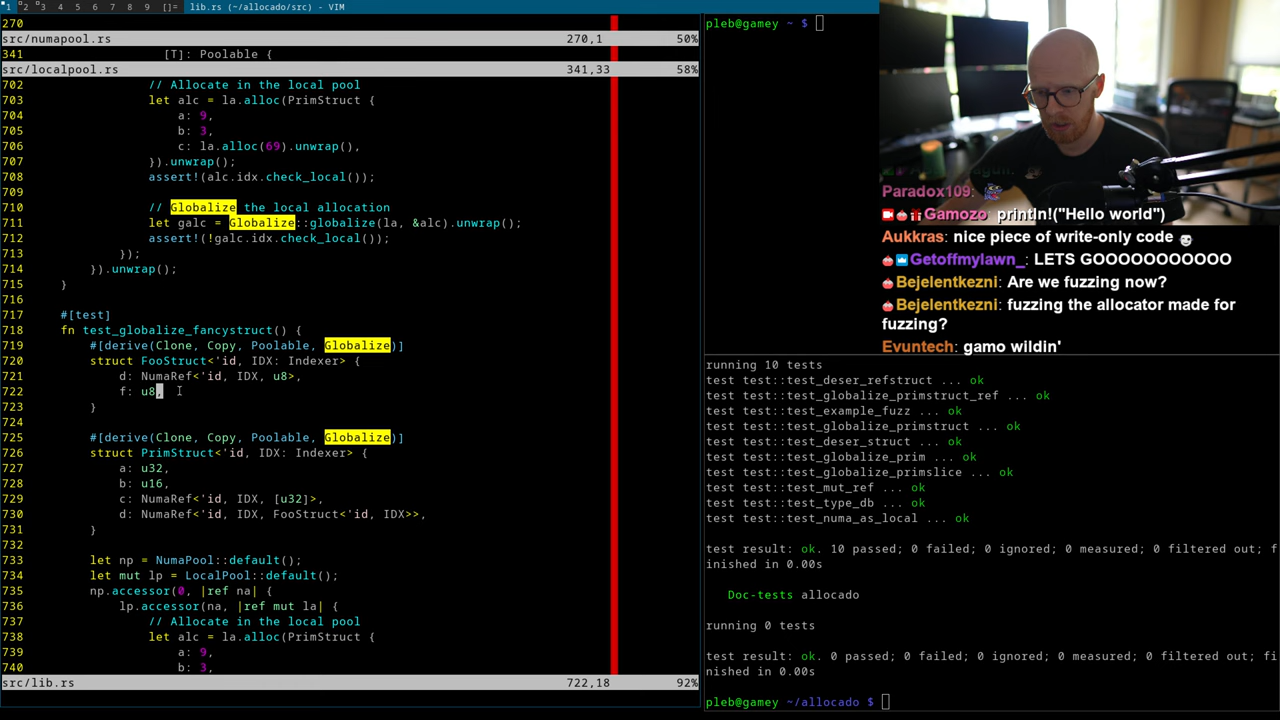 1 2 3 4 5 6 7 8 9 []= lib.rs (~/allocado/src) - VIM
270
src/numapool.rs 270,1 50%
341 [T]: Poolable {
src/localpool.rs 341,33 58%
702 // Allocate in the local pool
703 let alc = la.alloc(PrimStruct {
704 a: 9,
705 b: 3,
706 c: la.alloc(69).unwrap(),
707 }).unwrap();
708 assert!(alc.idx.check_local());
709
710 // Globalize the local allocation
711 let galc = Globalize::globalize(la, &alc).unwrap();
712 assert!(!galc.idx.check_local());
713 });
714 }).unwrap();
715 }
716
717 #[test]
718 fn test_globalize_fancystruct() {
719 #[derive(Clone, Copy, Poolable, Globalize)]
720 struct FooStruct<'id, IDX: Indexer> {
721 d: NumaRef<'id, IDX, u8>,
722 f: u8,
723 }
724
725 #[derive(Clone, Copy, Poolable, Globalize)]
726 struct PrimStruct<'id, IDX: Indexer> {
727 a: u32,
728 b: u16,
729 c: NumaRef<'id, IDX, [u32]>,
730 d: NumaRef<'id, IDX, FooStruct<'id, IDX>>,
731 }
732
733 let np = NumaPool::default();
734 let mut lp = LocalPool::default();
735 np.accessor(0, |ref na| {
736 lp.accessor(na, |ref mut la| {
737 // Allocate in the local pool
738 let alc = la.alloc(PrimStruct {
739 a: 9,
740 b: 3,
src/lib.rs 722,18 92%
pleb@gamey ~ $
Paradox109:
Gamozo println!("Hello world")
Aukkras: nice piece of write-only code
Getoffmylawn_: LETS GOOOOOOOOOOO
Bejelentkezni: Are we fuzzing now?
Bejelentkezni: fuzzing the allocator made for
fuzzing?
Evuntech: gamo wildin'
running 10 tests
test test::test_deser_refstruct ... ok
test test::test_globalize_primstruct_ref ... ok
test test::test_example_fuzz ... ok
test test::test_globalize_primstruct ... ok
test test::test_deser_struct ... ok
test test::test_globalize_prim ... ok
test test::test_globalize_primslice ... ok
test test::test_mut_ref ... ok
test test::test_type_db ... ok
test test::test_numa_as_local ... ok
test result: ok. 10 passed; 0 failed; 0 ignored; 0 measured; 0 filtered out; f
inished in 0.00s
Doc-tests allocado
running 0 tests
test result: ok. 0 passed; 0 failed; 0 ignored; 0 measured; 0 filtered out; fi
nished in 0.00s
pleb@gamey ~/allocado $